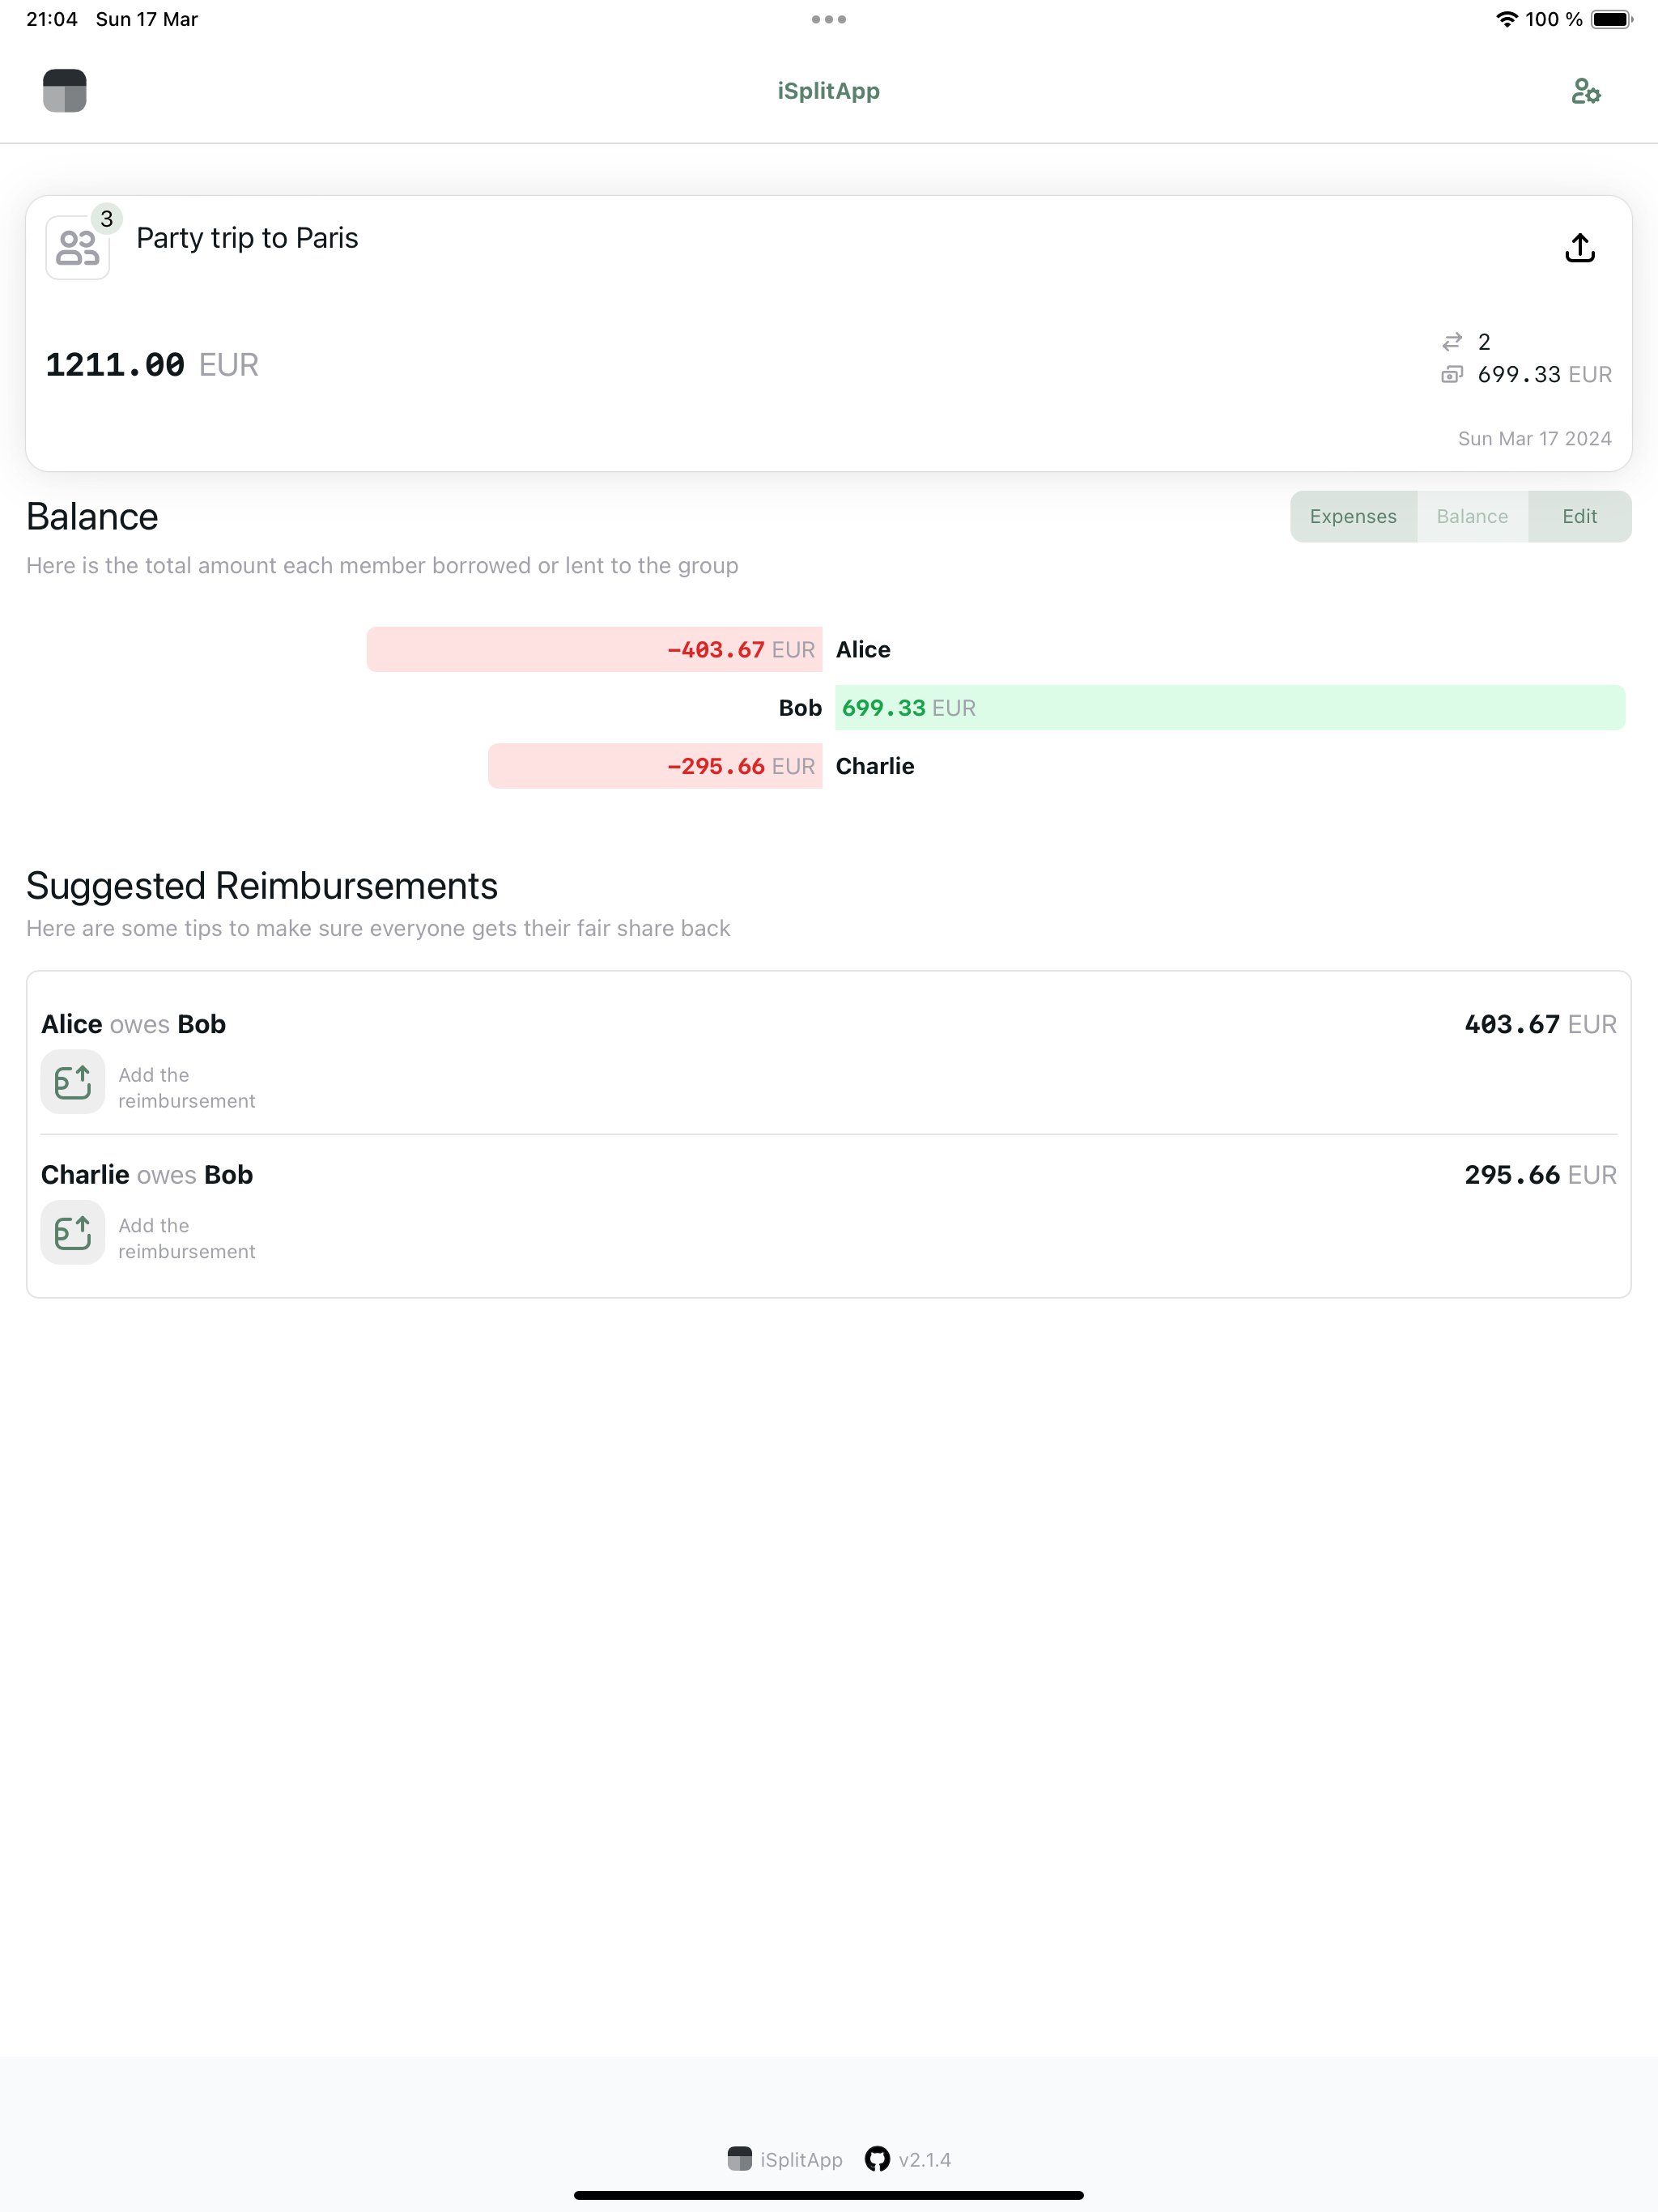 21:04 Sun 17 Mar
100 %
iSplitApp
3
Party trip to Paris
1211.00 EUR
2
699.33 EUR
Sun Mar 17 2024
Balance
Expenses Balance Edit
Here is the total amount each member borrowed or lent to the group
-403.67 EUR Alice
Bob 699.33 EUR
-295.66 EUR Charlie
Suggested Reimbursements
Here are some tips to make sure everyone gets their fair share back
Alice owes Bob 403.67 EUR
Add the
reimbursement
Charlie owes Bob 295.66 EUR
Add the
reimbursement
iSplitApp v2.1.4